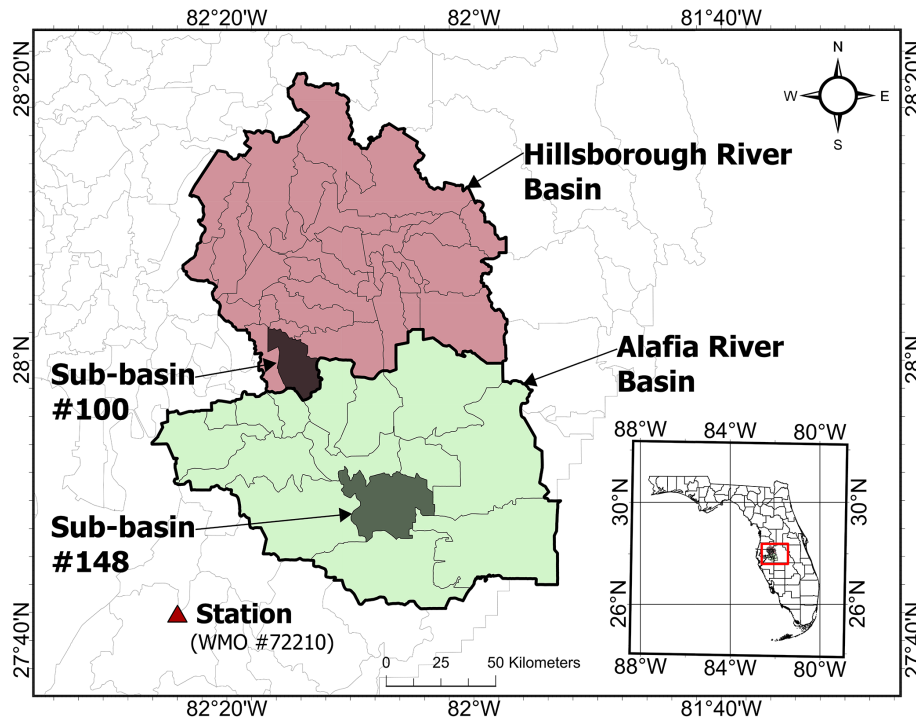 82°20'W 82°0'W 81°40'W
28°20'N
28°20'N
N
W E
S
Hillsborough River
Basin
28°N
28°N
Alafia River
Basin
Sub-basin
#100
88°W 84°W 80°W
30°N
30°N
Sub-basin
#148
26°N
26°N
Station
(WMO #72210)
27°40'N
27°40'N
88°W 84°W 80°W
0 25 50 Kilometers
82°20'W 82°W 81°40'W